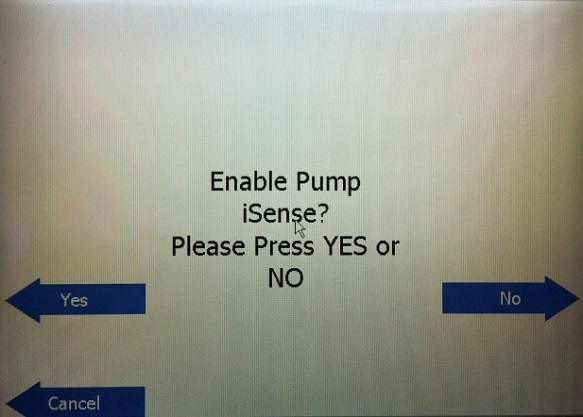 Enable Pump
iSense?
Please Press YES or
NO
Yes
No
Cancel